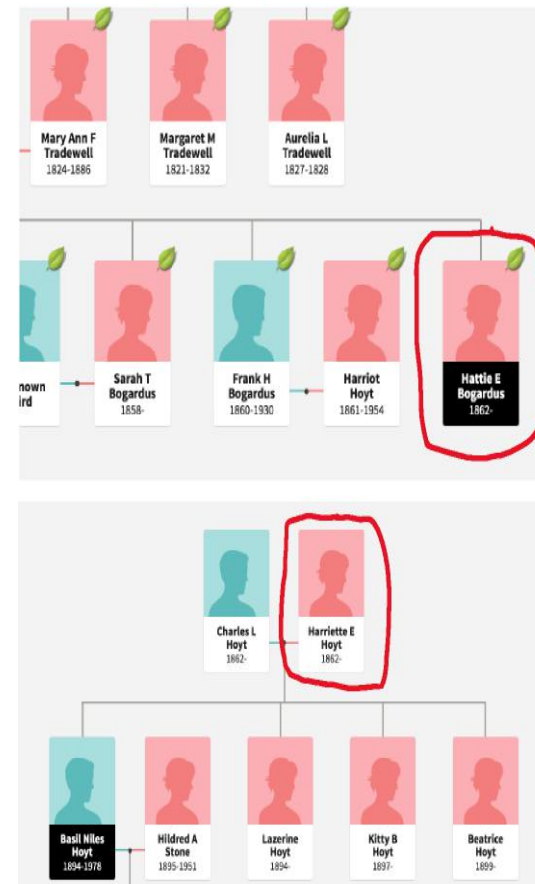 Mary Ann F
Tradewell
1824-1886
Margaret M
Tradewell
1821-1832
Aurelia L
Tradewell
1827-1828
nown
ird
Sarah T
Bogardus
1858-
Frank H
Bogardus
1860-1930
Harriot
Hoyt
1861-1954
Hattie E
Bogardus
1862-
Charles L
Hoyt
1862-
Harriette E
Hoyt
1862-
Basil Niles
Hoyt
1894-1978
Hildred A
Stone
1895-1951
Lazerine
Hoyt
1894-
Kitty B
Hoyt
1897-
Beatrice
Hoyt
1899-